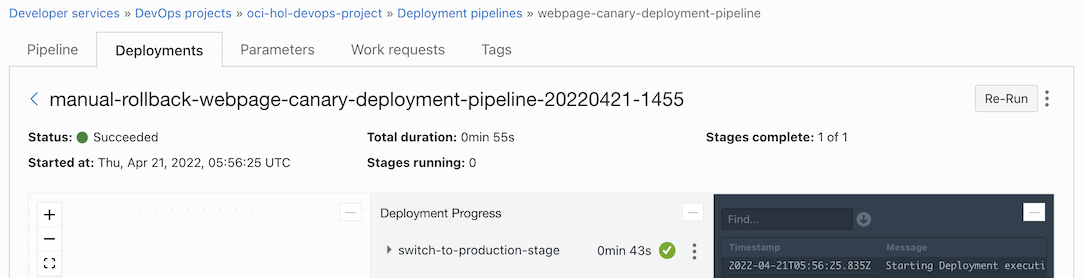 Developer services » DevOps projects » oci-hol-devops-project » Deployment pipelines » webpage-canary-deployment-pipeline
Pipeline Deployments Parameters Work requests Tags
manual-rollback-webpage-canary-deployment-pipeline-20220421-1455 Re-Run
Status: Succeeded Total duration: 0min 55s Stages complete: 1 of 1
Started at: Thu, Apr 21, 2022, 05:56:25 UTC Stages running: 0
Deployment Progress Find...
switch-to-production-stage 0min 43s
Timestamp Message
2022-04-21T05:56:25.835Z Starting Deployment executi